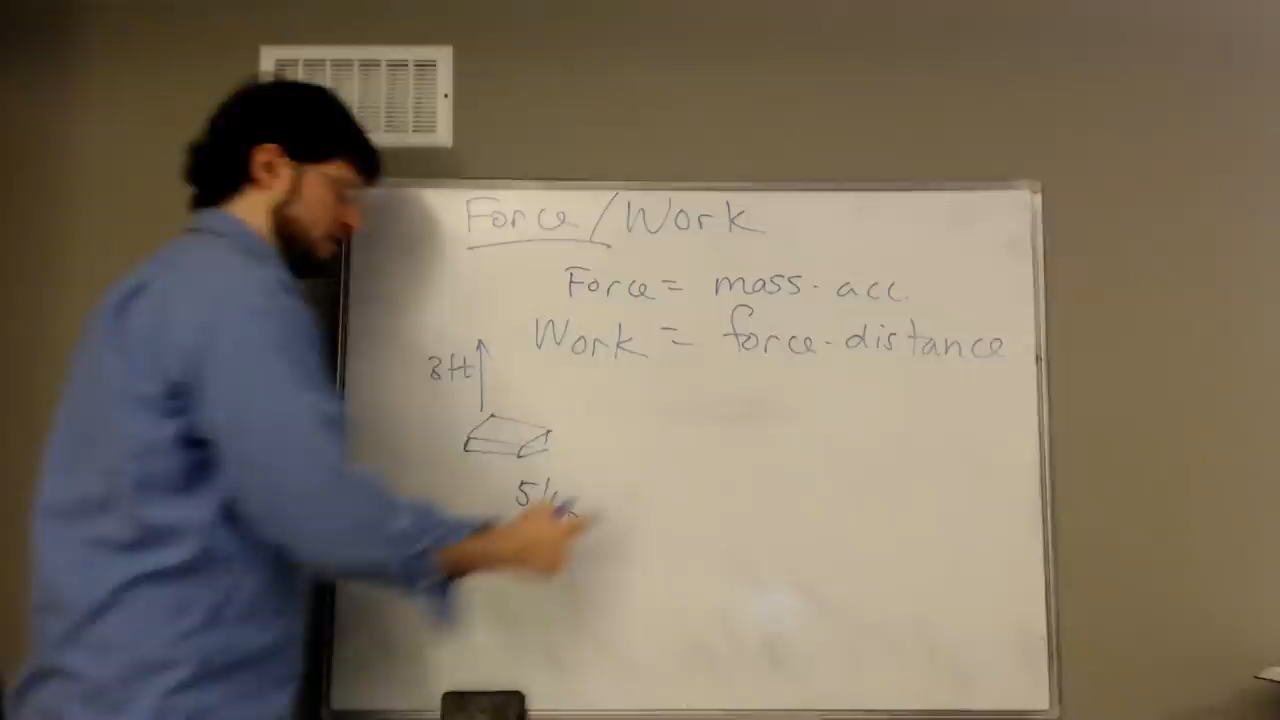 Force/Work
Force = mass · acc.
Work = force · distance
8ft